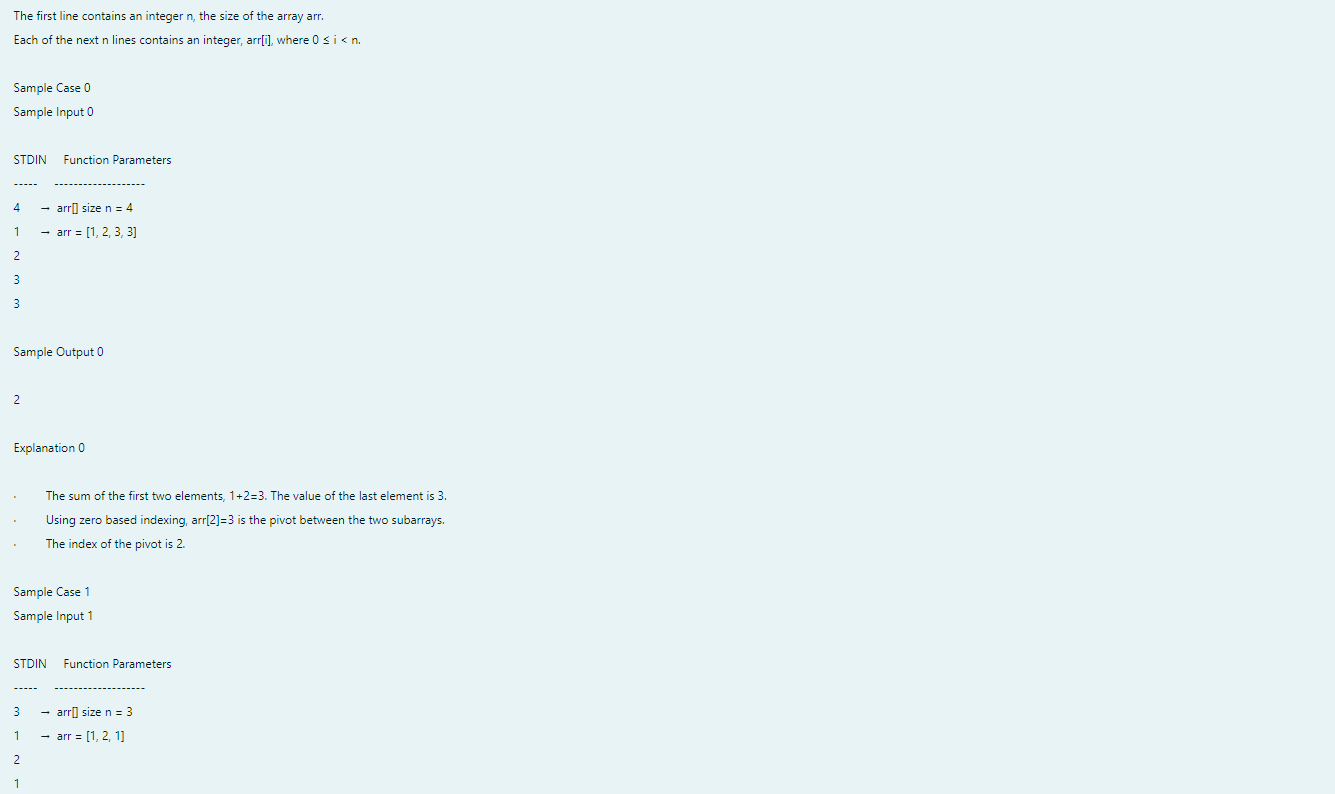 The first line contains an integer n, the size of the array arr.
Each of the next n lines contains an integer, arr[i], where 0 ≤ i < n.
Sample Case 0
Sample Input 0
STDIN Function Parameters
----- -------------------
4 → arr[] size n = 4
1 → arr = [1, 2, 3, 3]
2
3
3
Sample Output 0
2
Explanation 0
· The sum of the first two elements, 1+2=3. The value of the last element is 3.
· Using zero based indexing, arr[2]=3 is the pivot between the two subarrays.
· The index of the pivot is 2.
Sample Case 1
Sample Input 1
STDIN Function Parameters
----- -------------------
3 → arr[] size n = 3
1 → arr = [1, 2, 1]
2
1